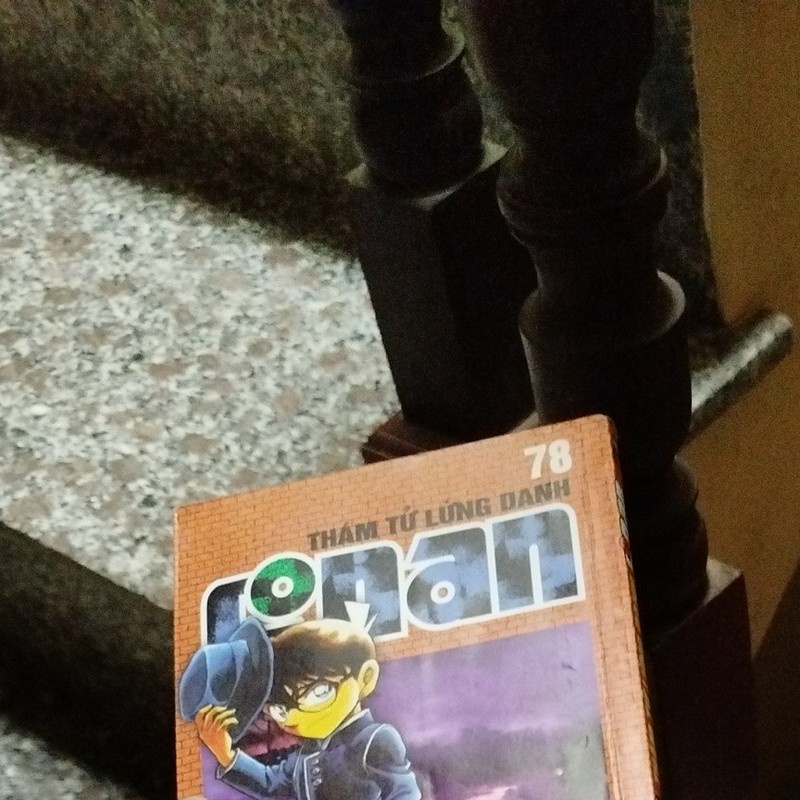 78
THÁM TỬ LỪNG DANH
Conan